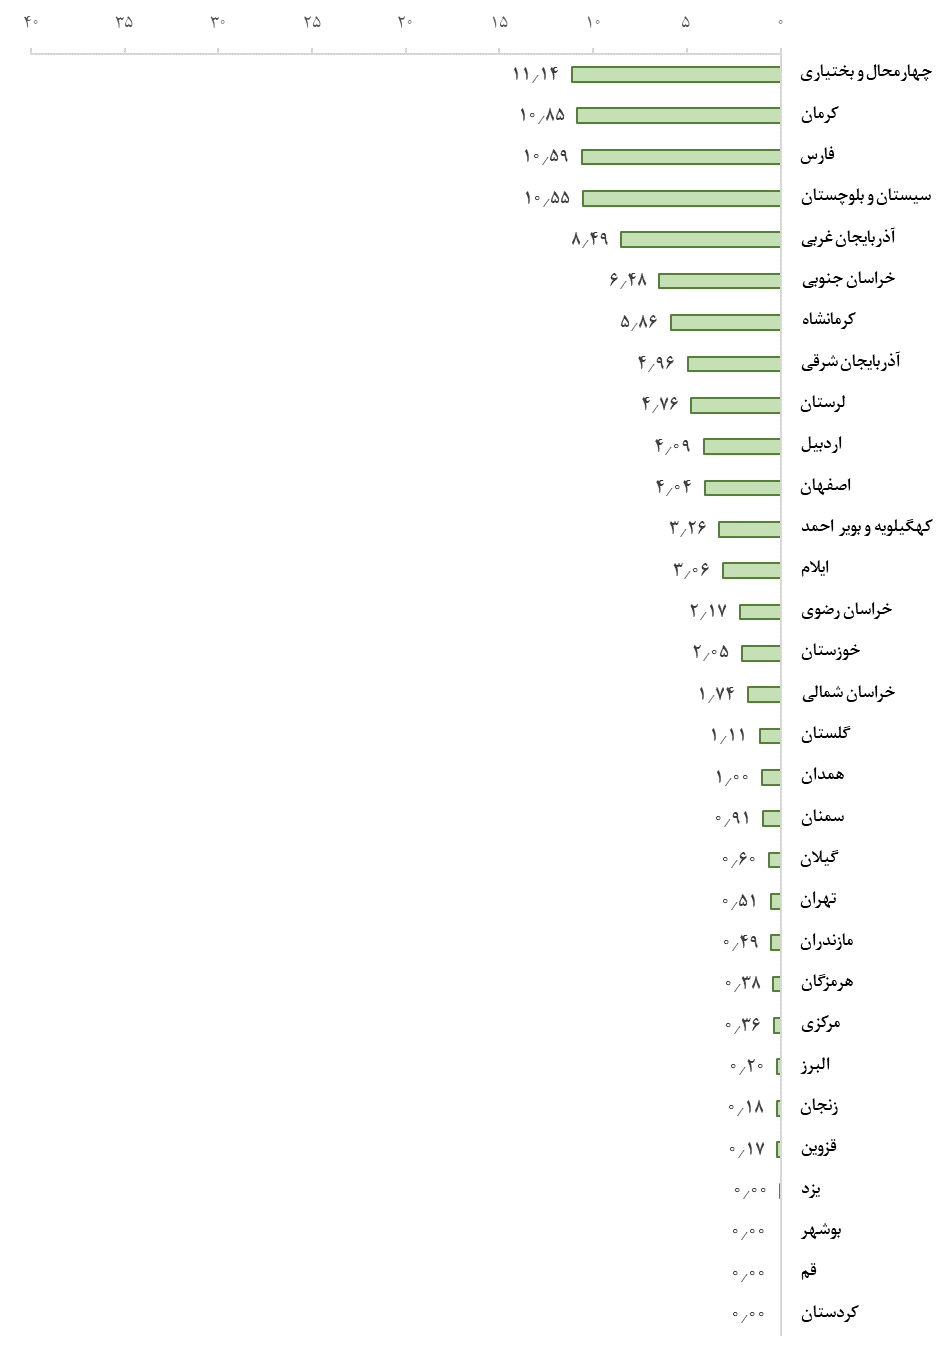 ۰ ۵ ۱۰ ۱۵ ۲۰ ۲۵ ۳۰ ۳۵ ۴۰
چهارمحال و بختیاری ۱۱٫۱۴
کرمان ۱۰٫۸۵
فارس ۱۰٫۵۹
سیستان و بلوچستان ۱۰٫۵۵
آذربایجان غربی ۸٫۴۹
خراسان جنوبی ۶٫۴۸
کرمانشاه ۵٫۸۶
آذربایجان شرقی ۴٫۹۶
لرستان ۴٫۷۶
اردبیل ۴٫۰۹
اصفهان ۴٫۰۴
کهگیلویه و بویر احمد ۳٫۲۶
ایلام ۳٫۰۶
خراسان رضوی ۲٫۱۷
خوزستان ۲٫۰۵
خراسان شمالی ۱٫۷۴
گلستان ۱٫۱۱
همدان ۱٫۰۰
سمنان ۰٫۹۱
گیلان ۰٫۶۰
تهران ۰٫۵۱
مازندران ۰٫۴۹
هرمزگان ۰٫۳۸
مرکزی ۰٫۳۶
البرز ۰٫۲۰
زنجان ۰٫۱۸
قزوین ۰٫۱۷
یزد ۰٫۰۰
بوشهر ۰٫۰۰
قم ۰٫۰۰
کردستان ۰٫۰۰